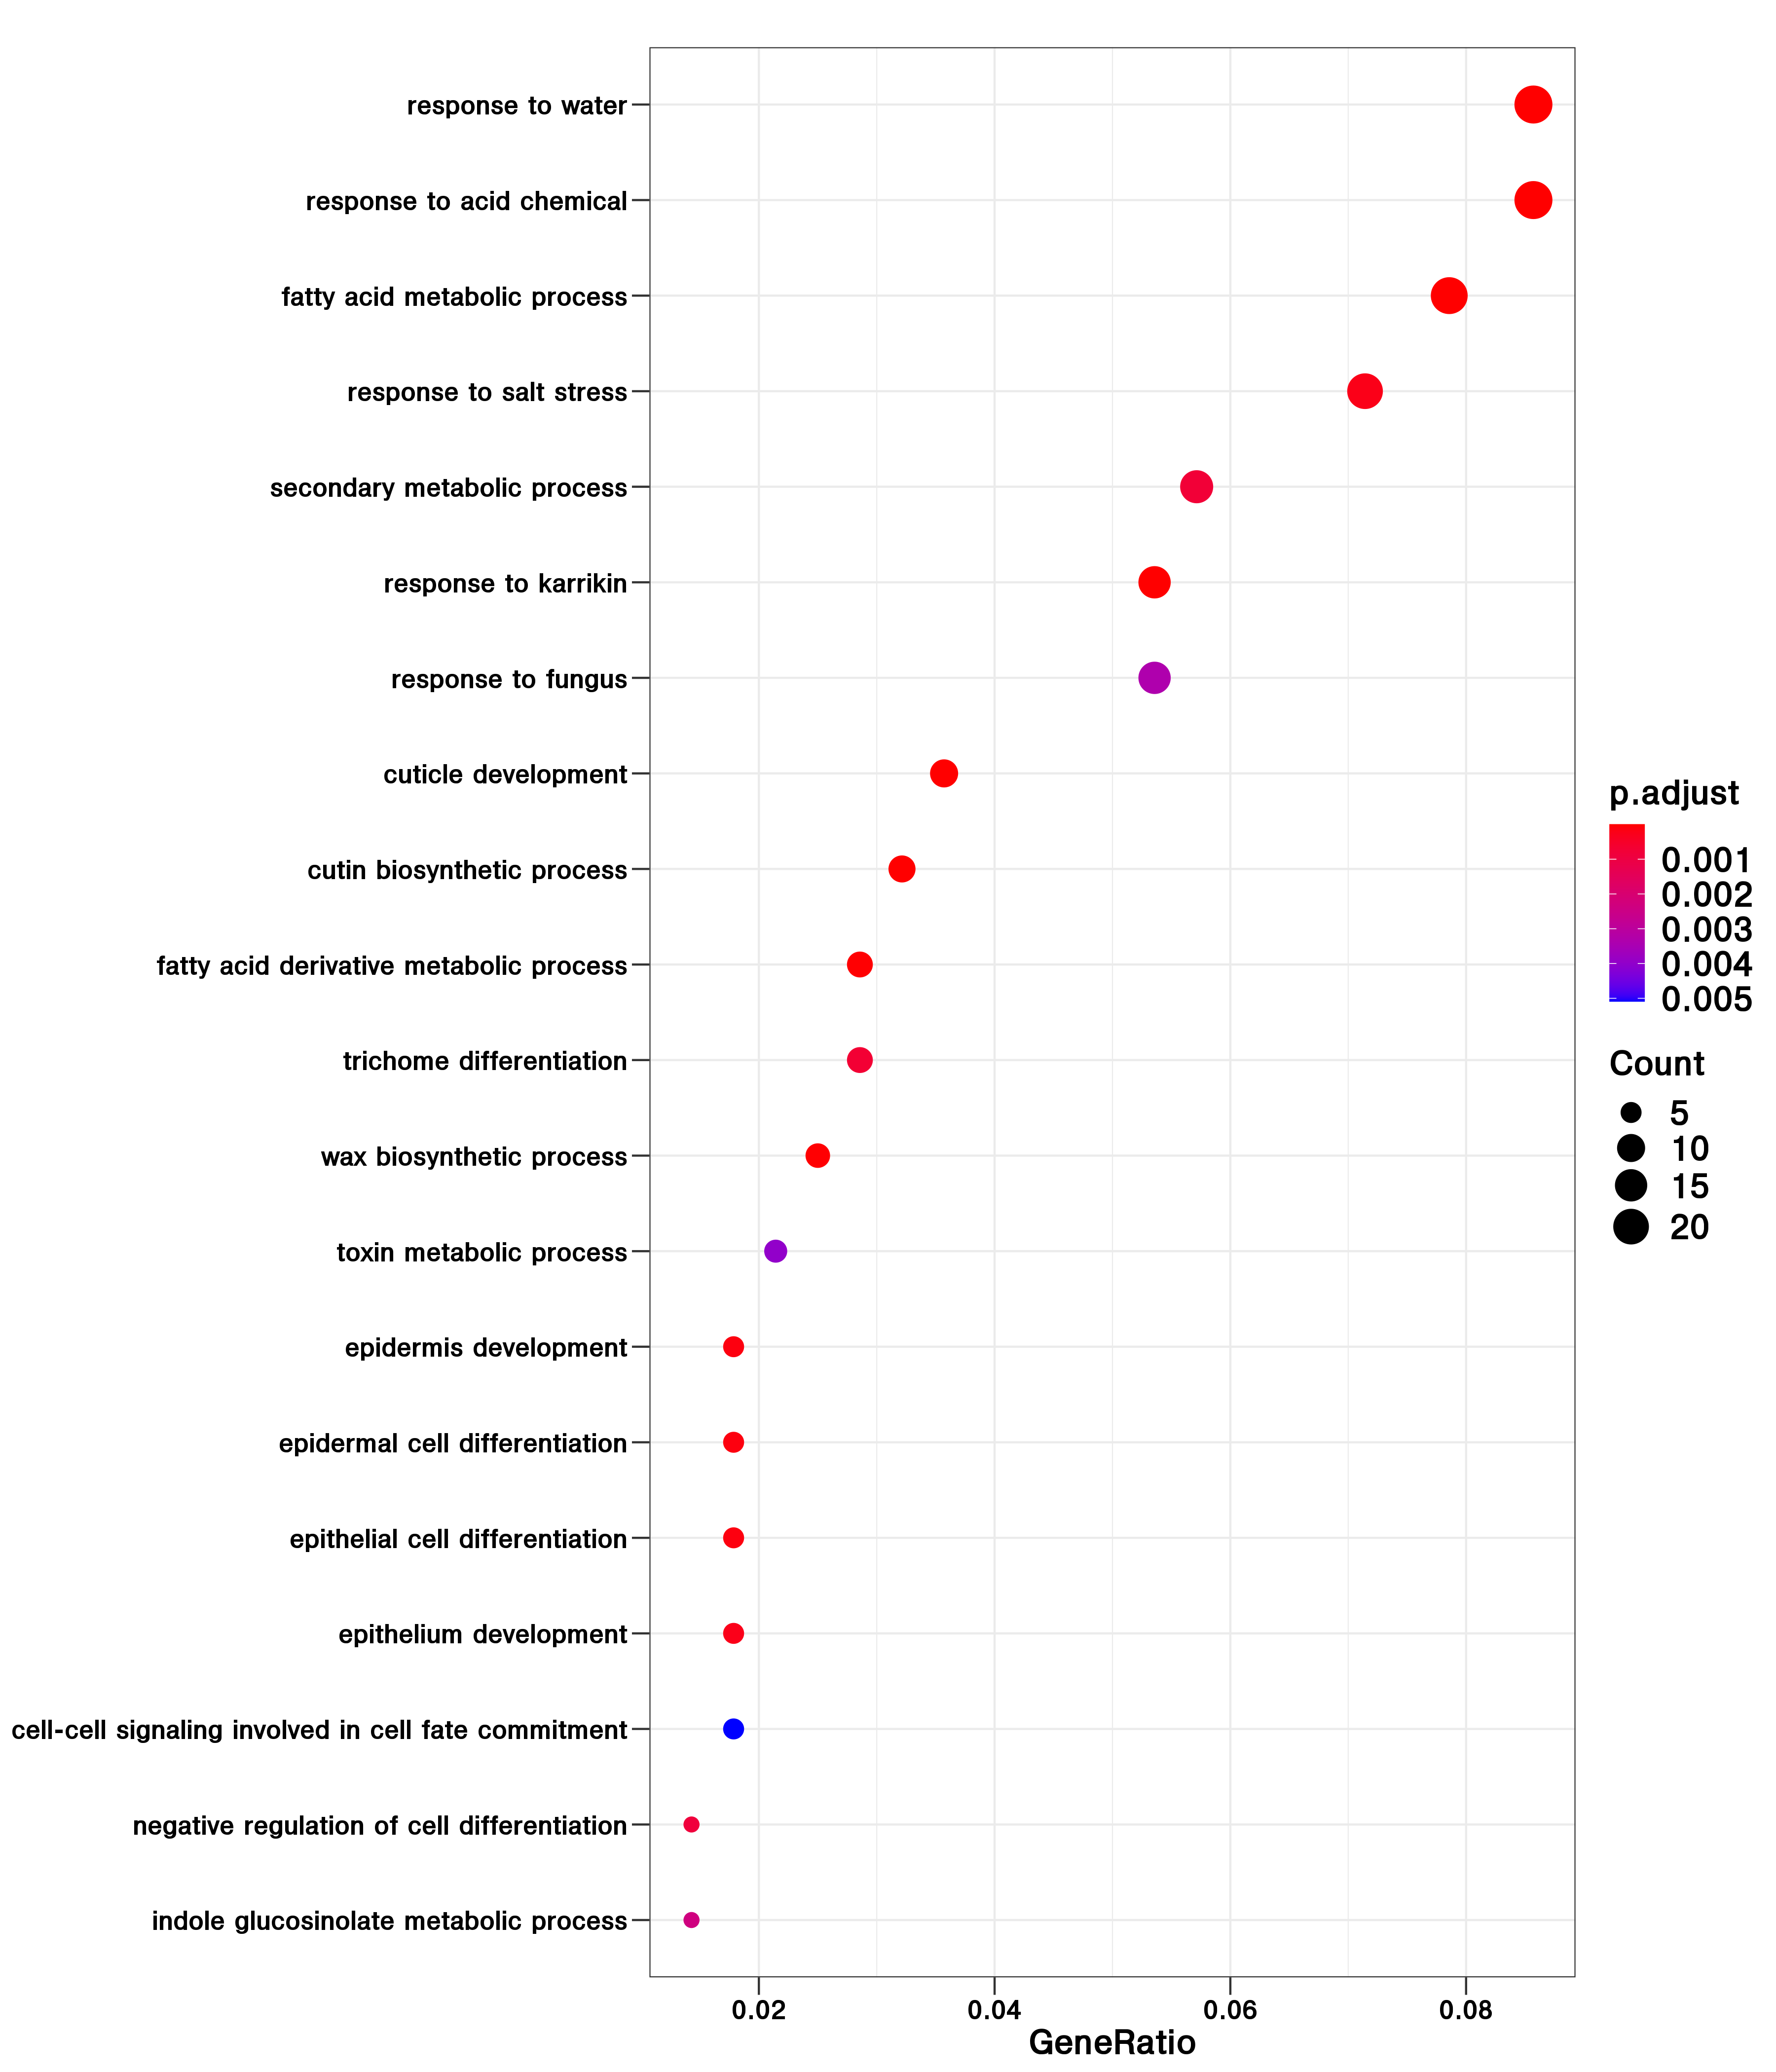 response to water
response to acid chemical
fatty acid metabolic process
response to salt stress
secondary metabolic process
response to karrikin
response to fungus
cuticle development
cutin biosynthetic process
fatty acid derivative metabolic process
trichome differentiation
wax biosynthetic process
toxin metabolic process
epidermis development
epidermal cell differentiation
epithelial cell differentiation
epithelium development
cell-cell signaling involved in cell fate commitment
negative regulation of cell differentiation
indole glucosinolate metabolic process
0.02 0.04 0.06 0.08
GeneRatio
p.adjust
0.001
0.002
0.003
0.004
0.005
Count
5
10
15
20